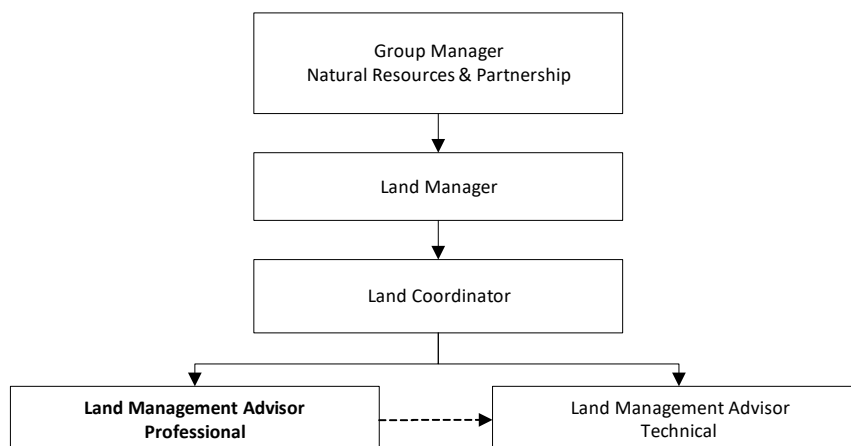 Group Manager
Natural Resources & Partnership
Land Manager
Land Coordinator
Land Management Advisor
Professional
Land Management Advisor
Technical